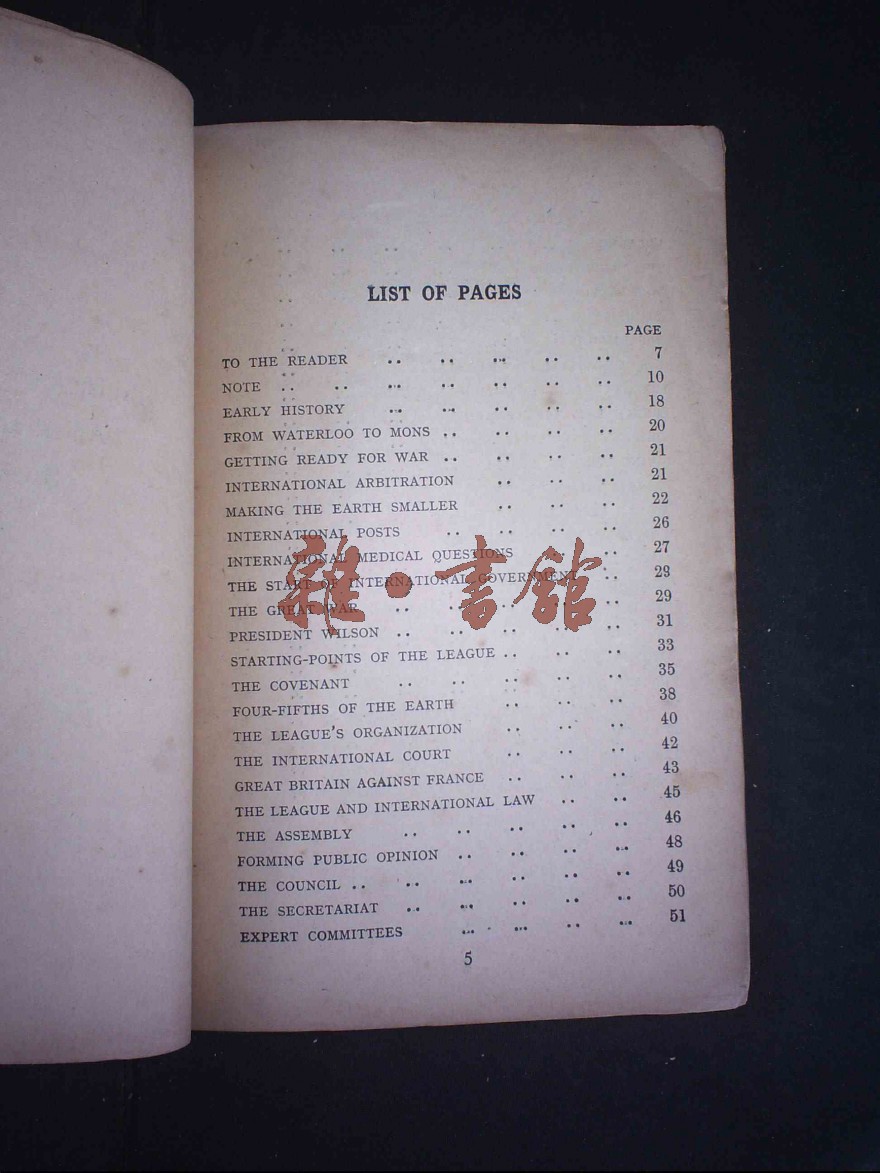 LIST OF PAGES
PAGE
TO THE READER .. .. .. .. .. 7
NOTE .. .. .. .. .. .. .. 10
EARLY HISTORY .. .. .. .. .. 18
FROM WATERLOO TO MONS .. .. .. .. 20
GETTING READY FOR WAR .. .. .. .. 21
INTERNATIONAL ARBITRATION .. .. .. 21
MAKING THE EARTH SMALLER .. .. .. 22
INTERNATIONAL POSTS .. .. .. .. 26
INTERNATIONAL MEDICAL QUESTIONS .. .. 27
THE START OF INTERNATIONAL GOVERNMENT .. 28
THE GREAT WAR .. .. .. .. .. 29
PRESIDENT WILSON .. .. .. .. .. 31
STARTING-POINTS OF THE LEAGUE .. .. .. 33
THE COVENANT .. .. .. .. .. 35
FOUR-FIFTHS OF THE EARTH .. .. .. 38
THE LEAGUE'S ORGANIZATION .. .. .. 40
THE INTERNATIONAL COURT .. .. .. 42
GREAT BRITAIN AGAINST FRANCE .. .. .. 43
THE LEAGUE AND INTERNATIONAL LAW .. .. 45
THE ASSEMBLY .. .. .. .. .. 46
FORMING PUBLIC OPINION .. .. .. .. 48
THE COUNCIL .. .. .. .. .. .. 49
THE SECRETARIAT .. .. .. .. .. 50
EXPERT COMMITTEES .. .. .. .. 51
5
雜·書館